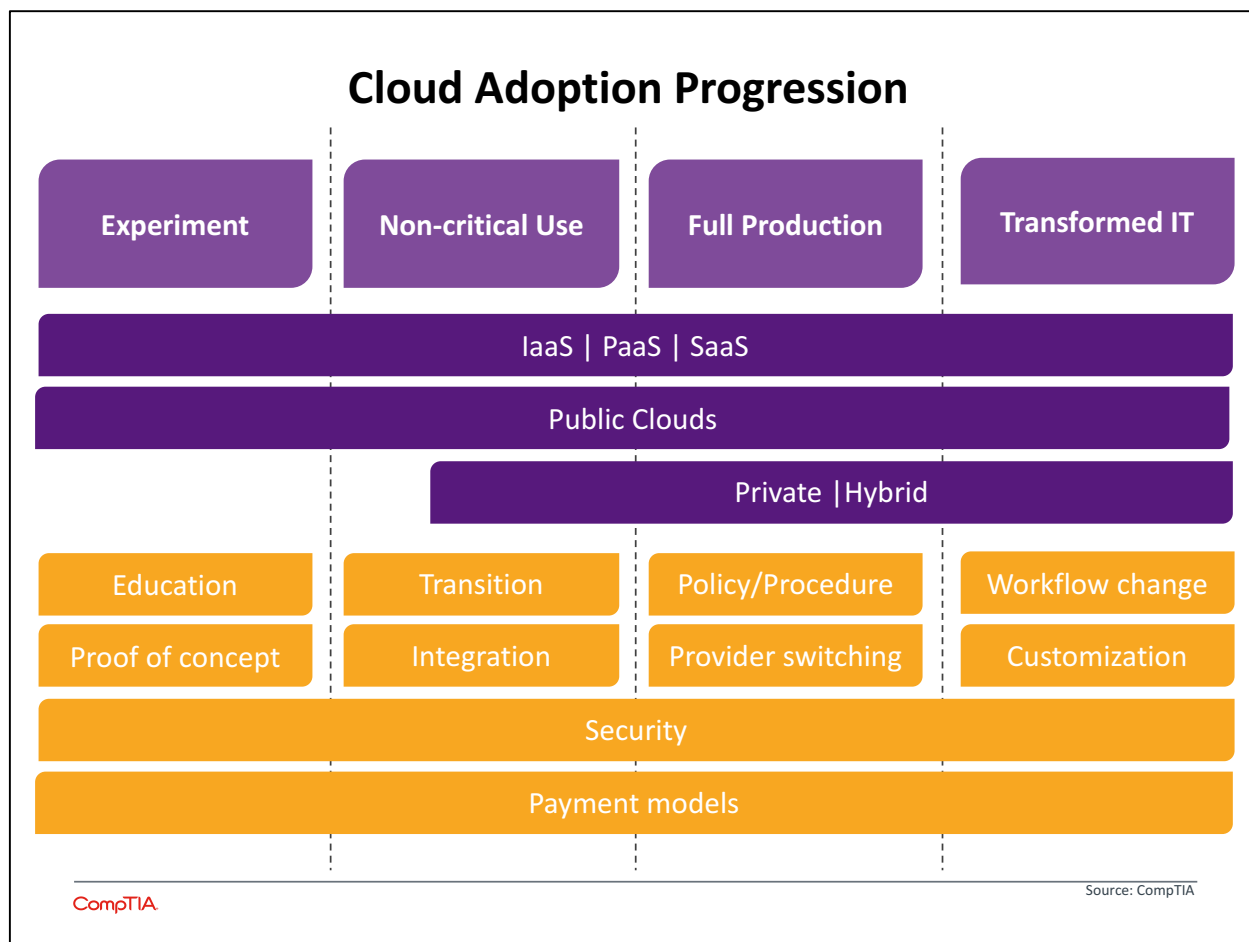 Cloud Adoption Progression
Experiment
Non-critical Use
Full Production
Transformed IT
IaaS | PaaS | SaaS
Public Clouds
Private |Hybrid
Education
Transition
Policy/Procedure
Workflow change
Proof of concept
Integration
Provider switching
Customization
Security
Payment models
CompTIA.
Source: CompTIA